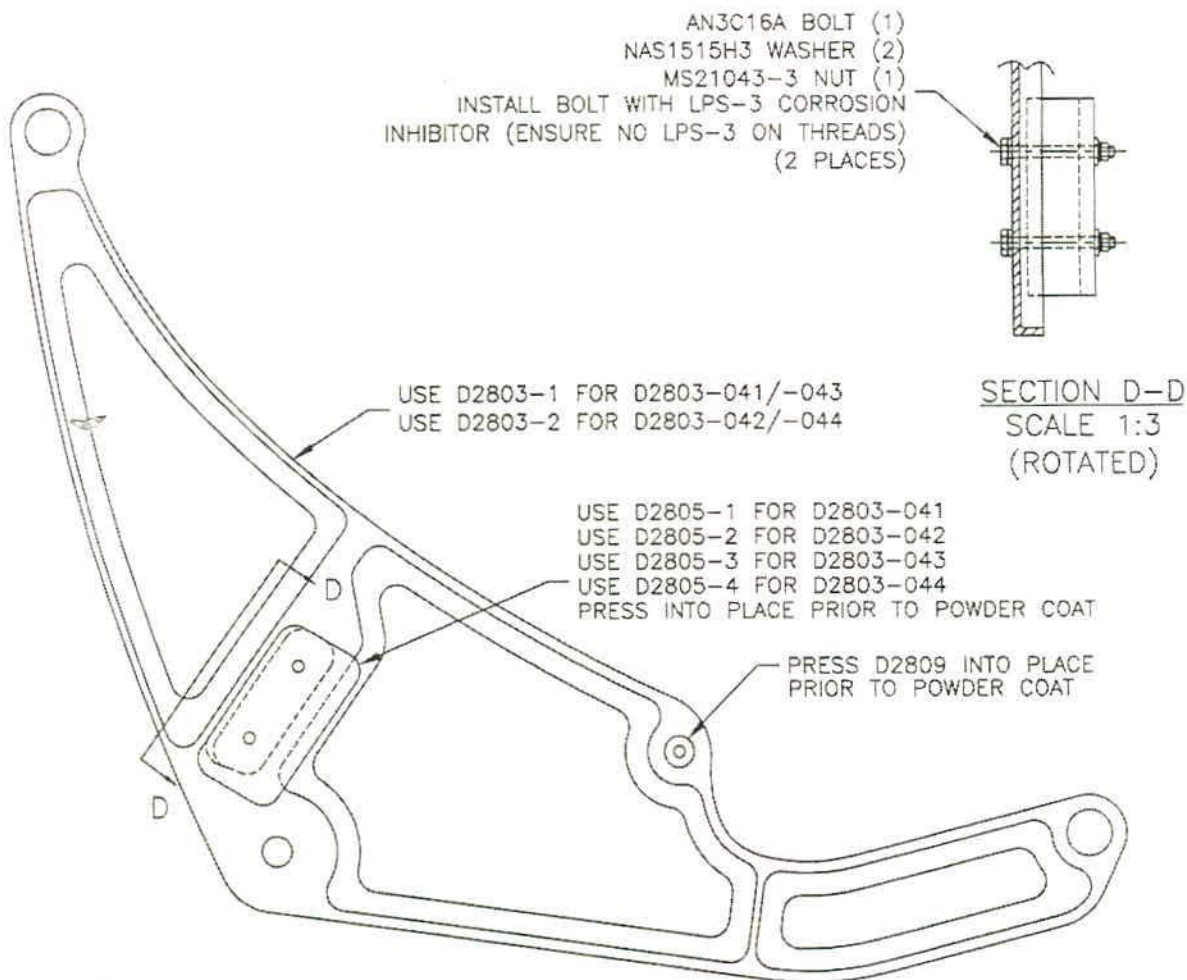 AN3C16A BOLT (1)
NAS1515H3 WASHER (2)
MS21043-3 NUT (1)
INSTALL BOLT WITH LPS-3 CORROSION
INHIBITOR (ENSURE NO LPS-3 ON THREADS)
(2 PLACES)
SECTION D-D
SCALE 1:3
(ROTATED)
USE D2803-1 FOR D2803-041/-043
USE D2803-2 FOR D2803-042/-044
USE D2805-1 FOR D2803-041
USE D2805-2 FOR D2803-042
USE D2805-3 FOR D2803-043
USE D2805-4 FOR D2803-044
PRESS INTO PLACE PRIOR TO POWDER COAT
D
PRESS D2809 INTO PLACE
PRIOR TO POWDER COAT
D